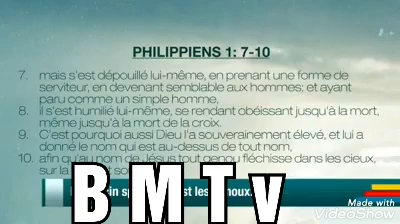 PHILIPPIENS 1: 7-10
7. mais s'est dépouillé lui-même, en prenant une forme de
serviteur, en devenant semblable aux hommes; et ayant
paru comme un simple homme,
8. il s'est humilié lui-même, se rendant obéissant jusqu'à la mort,
même jusqu'à la mort de la croix.
9. C'est pourquoi aussi Dieu l'a souverainement élevé, et lui a
donné le nom qui est au-dessus de tout nom,
10. afin qu'au nom de Jésus tout genou fléchisse dans les cieux,
sur la
BMTv
Made with
VideoShow